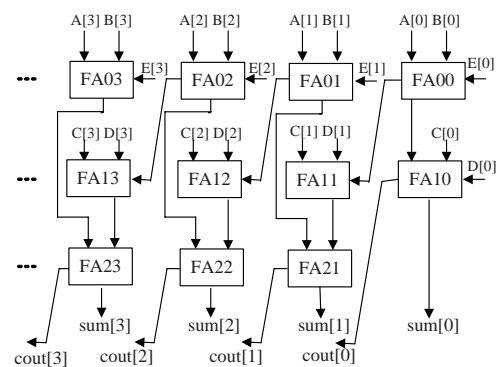 A[3] B[3] A[2] B[2] A[1] B[1] A[0] B[0]
E[3] E[2] E[1] E[0]
... FA03 FA02 FA01 FA00
C[3] D[3] C[2] D[2] C[1] D[1] C[0]
... FA13 FA12 FA11 FA10 D[0]
... FA23 FA22 FA21
sum[3] sum[2] sum[1] sum[0]
cout[3] cout[2] cout[1] cout[0]